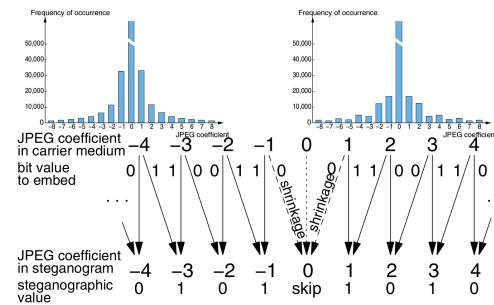 Frequency of occurrence
50,000
40,000
30,000
20,000
10,000
0
−8 −7 −6 −5 −4 −3 −2 −1 0 1 2 3 4 5 6 7 8
JPEG coefficient
Frequency of occurrence
50,000
40,000
30,000
20,000
10,000
0
−8 −7 −6 −5 −4 −3 −2 −1 0 1 2 3 4 5 6 7 8
JPEG coefficient
JPEG coefficient
in carrier medium
−4 −3 −2 −1 0 1 2 3 4
bit value
to embed
0 1 1 0 0 1 1 0 0 1 1 0 0 1 1 0
shrinkage
shrinkage
. . .
. . .
JPEG coefficient
in steganogram
−4 −3 −2 −1 0 1 2 3 4
steganographic
value
0 1 0 1 skip 1 0 1 0